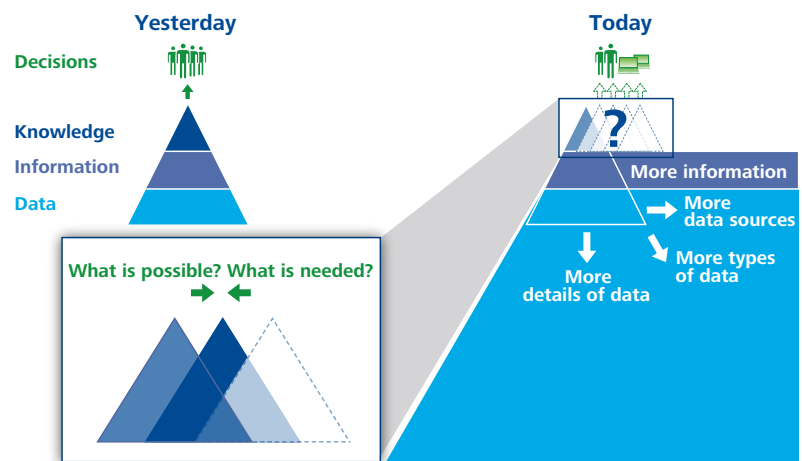 Yesterday
Today
Decisions
Knowledge
Information
Data
?
More information
More
data sources
More types
of data
More
details of data
What is possible? What is needed?